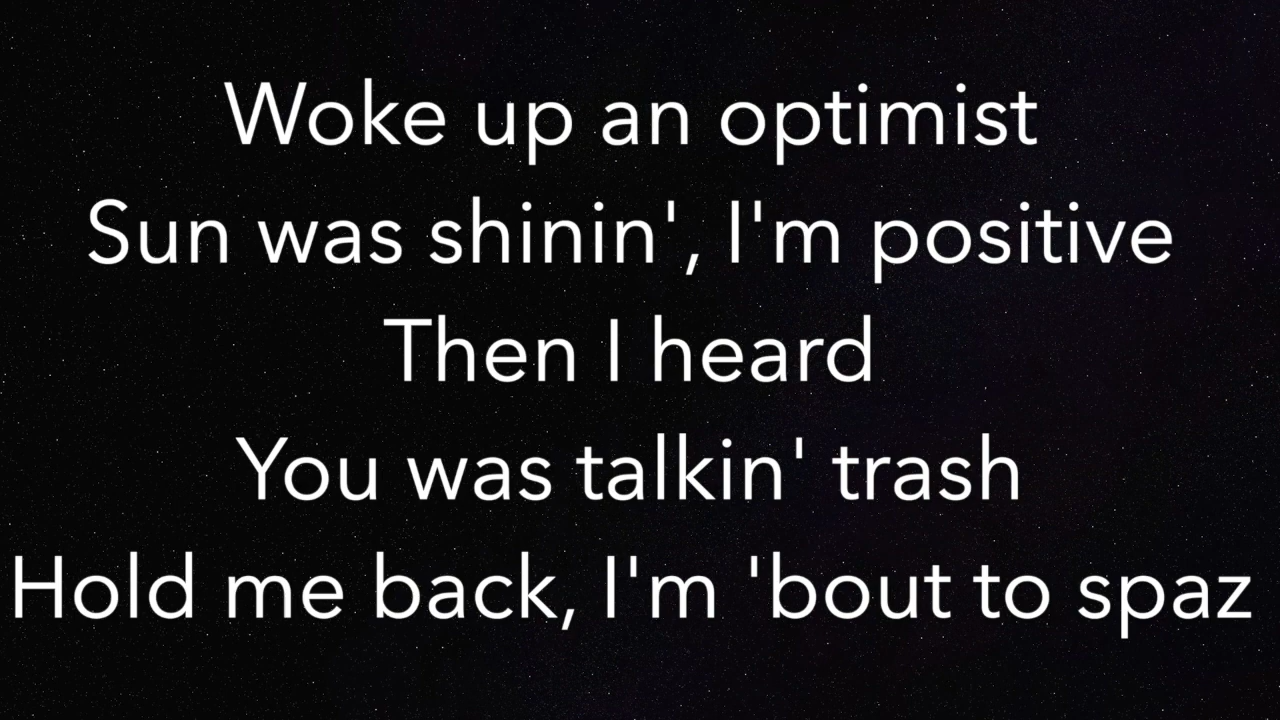 Woke up an optimist
Sun was shinin', I'm positive
Then I heard
You was talkin' trash
Hold me back, I'm 'bout to spaz